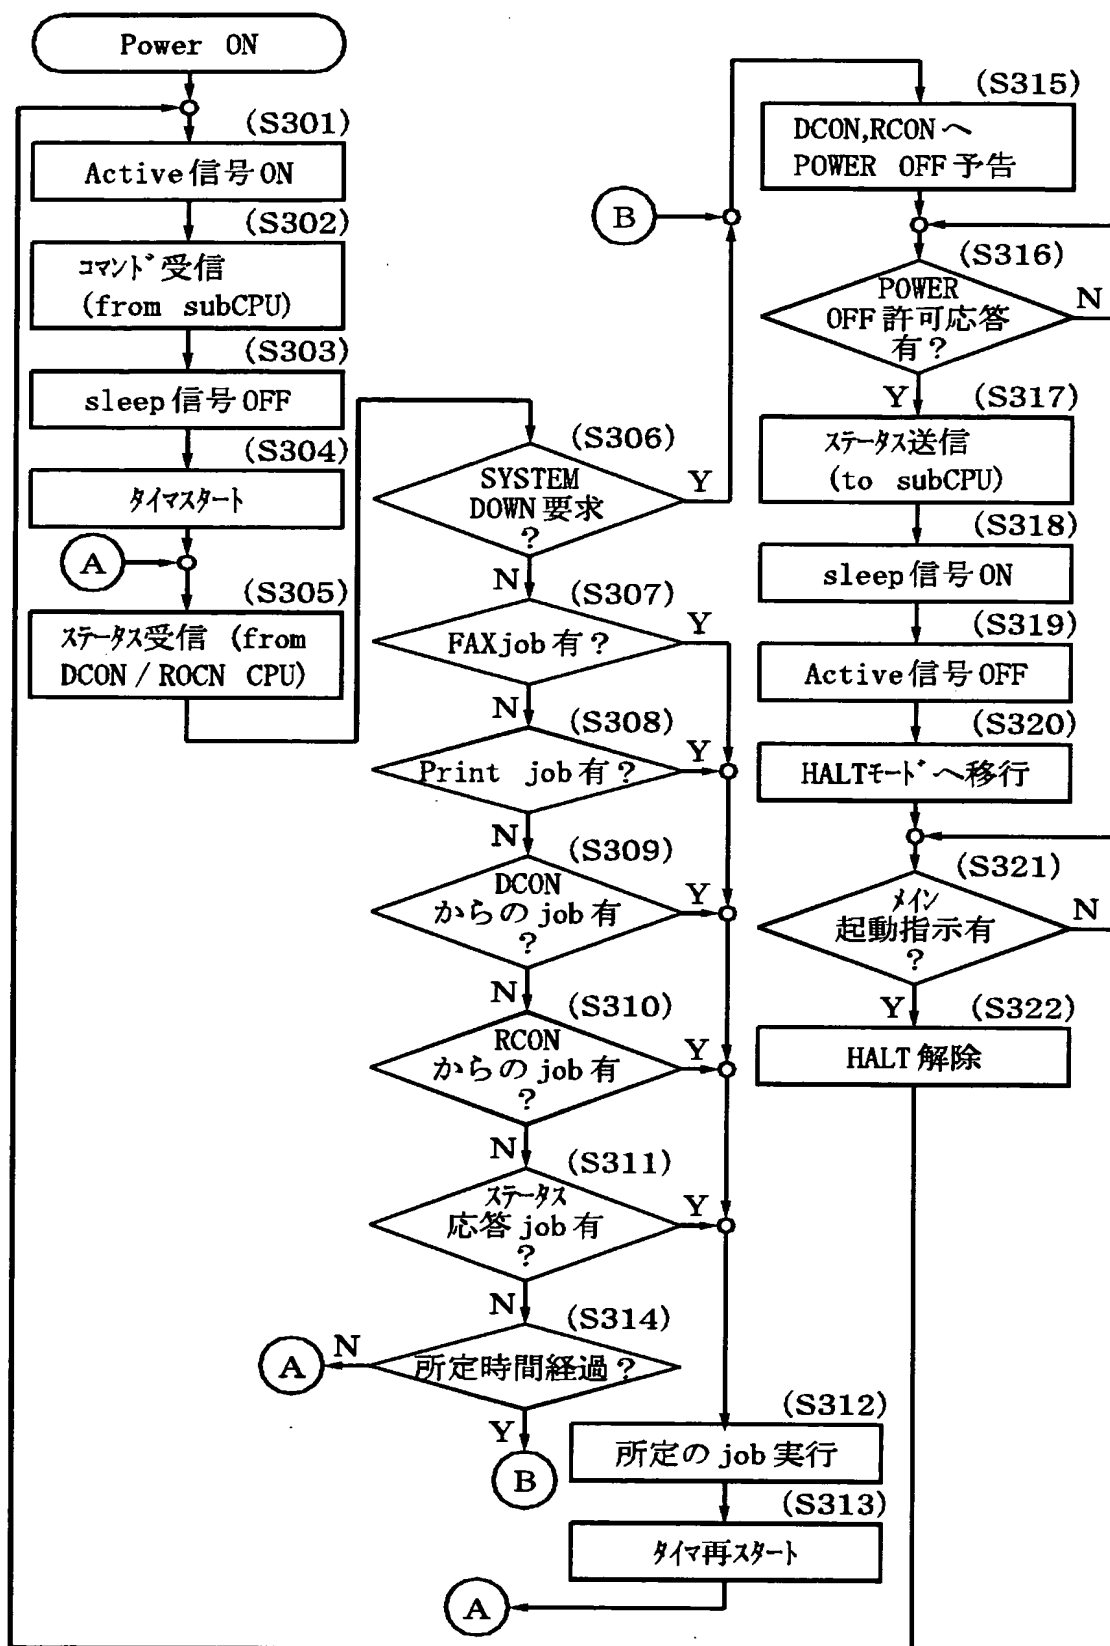 Power ON
(S301)
Active信号ON
(S302)
コマンド受信
(from subCPU)
(S303)
sleep信号OFF
(S304)
タイマスタート
A
(S305)
ステータス受信 (from
DCON/ROCN CPU)
(S306)
SYSTEM
DOWN要求
?
Y
N
(S307)
FAXjob有?
Y
N
(S308)
Print job有?
Y
N
(S309)
DCON
からのjob有
?
Y
N
(S310)
RCON
からのjob有
?
Y
N
(S311)
ステータス
応答job有
?
Y
N
(S314)
所定時間経過?
N
A
Y
B
(S312)
所定のjob実行
(S313)
タイマ再スタート
A
B
(S315)
DCON,RCONへ
POWER OFF予告
(S316)
POWER
OFF許可応答
有?
N
Y
(S317)
ステータス送信
(to subCPU)
(S318)
sleep信号ON
(S319)
Active信号OFF
(S320)
HALTモードへ移行
(S321)
メイン
起動指示有
?
N
Y
(S322)
HALT解除